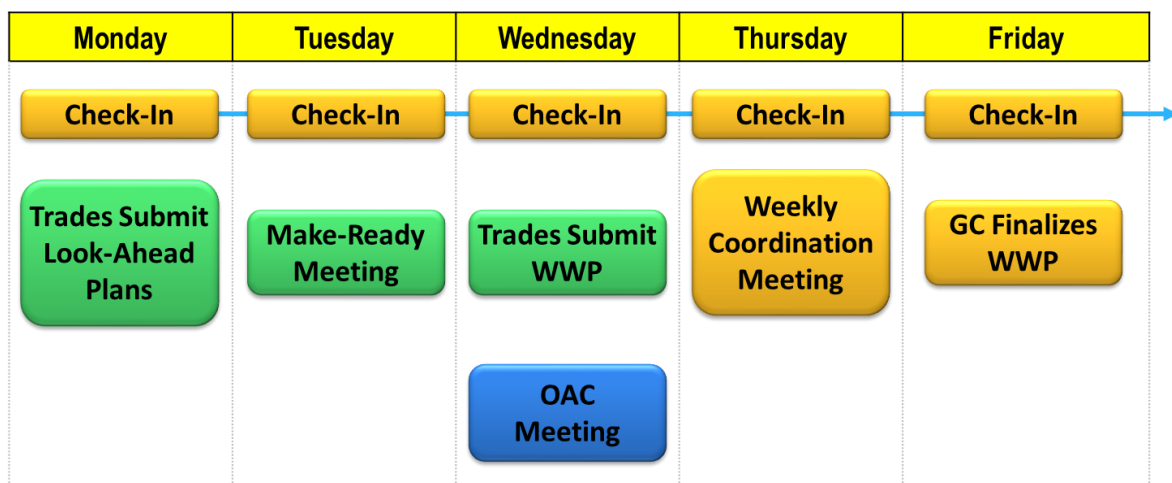 Monday Tuesday Wednesday Thursday Friday
Check-In Check-In Check-In Check-In Check-In
Trades Submit
Look-Ahead
Plans
Make-Ready
Meeting
Trades Submit
WWP
Weekly
Coordination
Meeting
GC Finalizes
WWP
OAC
Meeting